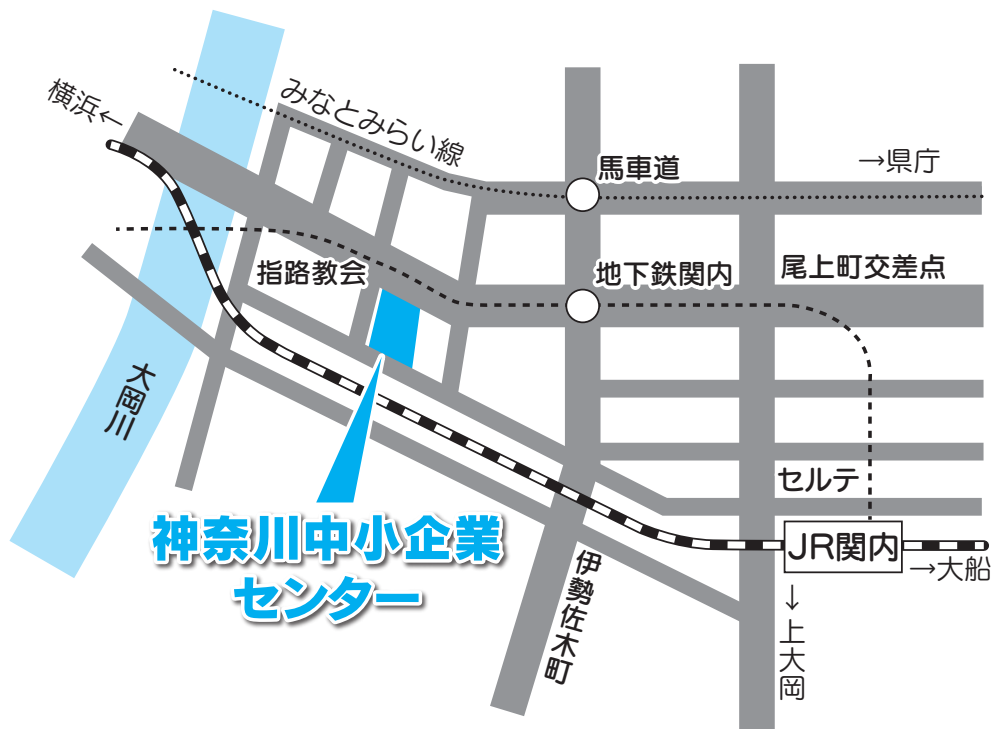 横浜←
みなとみらい線
馬車道
→県庁
指路教会
地下鉄関内
尾上町交差点
大岡川
セルテ
神奈川中小企業
センター
JR関内
→大船
伊勢佐木町
↓上大岡